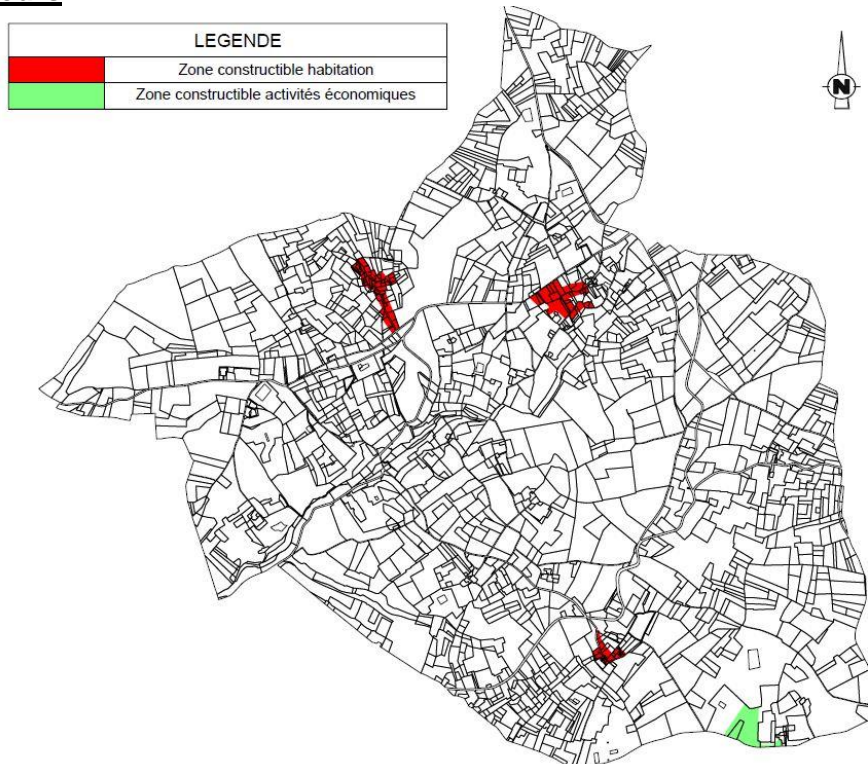 LEGENDE
Zone constructible habitation
Zone constructible activités économiques
N